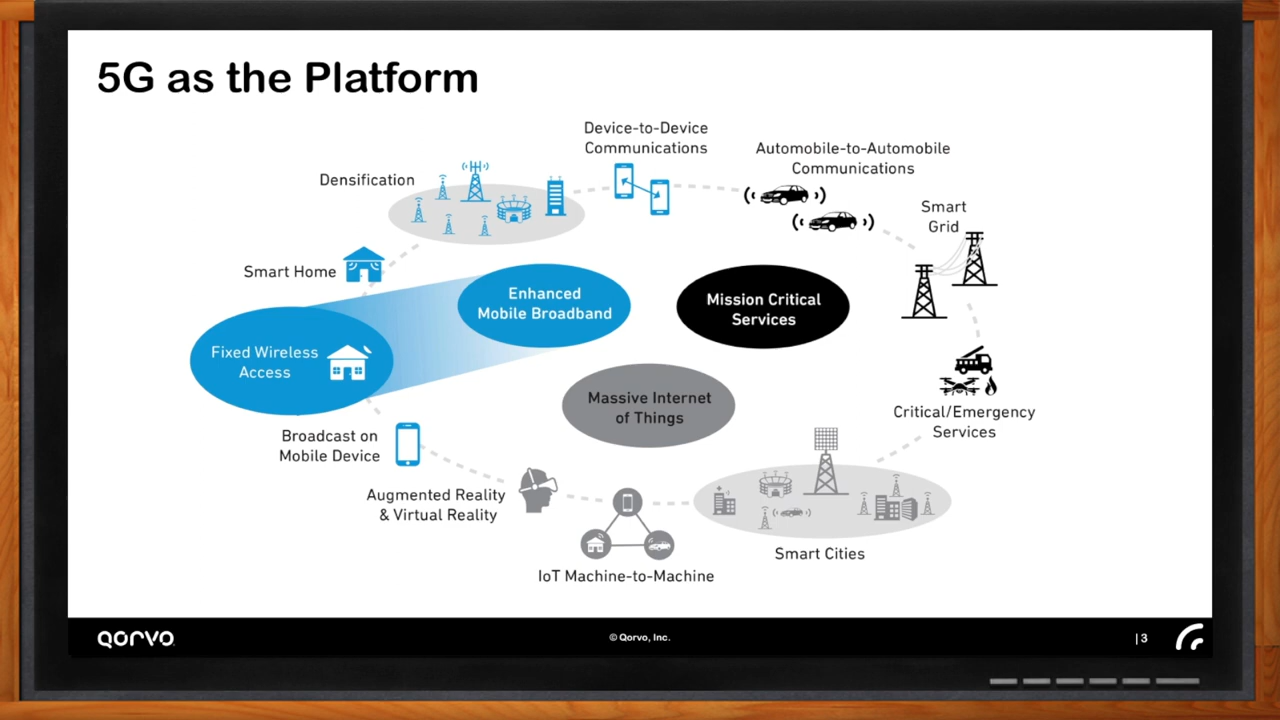 5G as the Platform
Device-to-Device
Communications
Automobile-to-Automobile
Communications
Densification
Smart
Grid
Smart Home
Enhanced
Mobile Broadband
Mission Critical
Services
Fixed Wireless
Access
Massive Internet
of Things
Critical/Emergency
Services
Broadcast on
Mobile Device
Augmented Reality
& Virtual Reality
Smart Cities
IoT Machine-to-Machine
QORVO
© Qorvo, Inc.
| 3